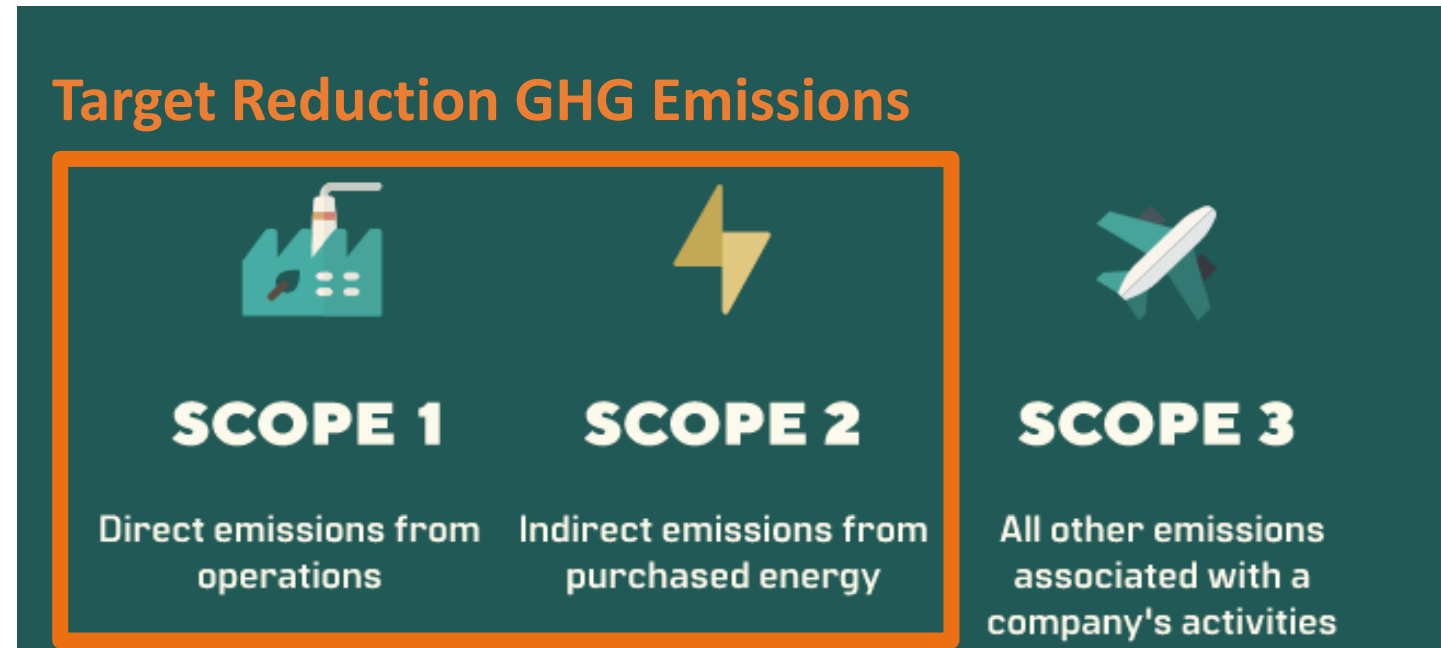 Target Reduction GHG Emissions
SCOPE 1
Direct emissions from
operations
SCOPE 2
Indirect emissions from
purchased energy
SCOPE 3
All other emissions
associated with a
company's activities